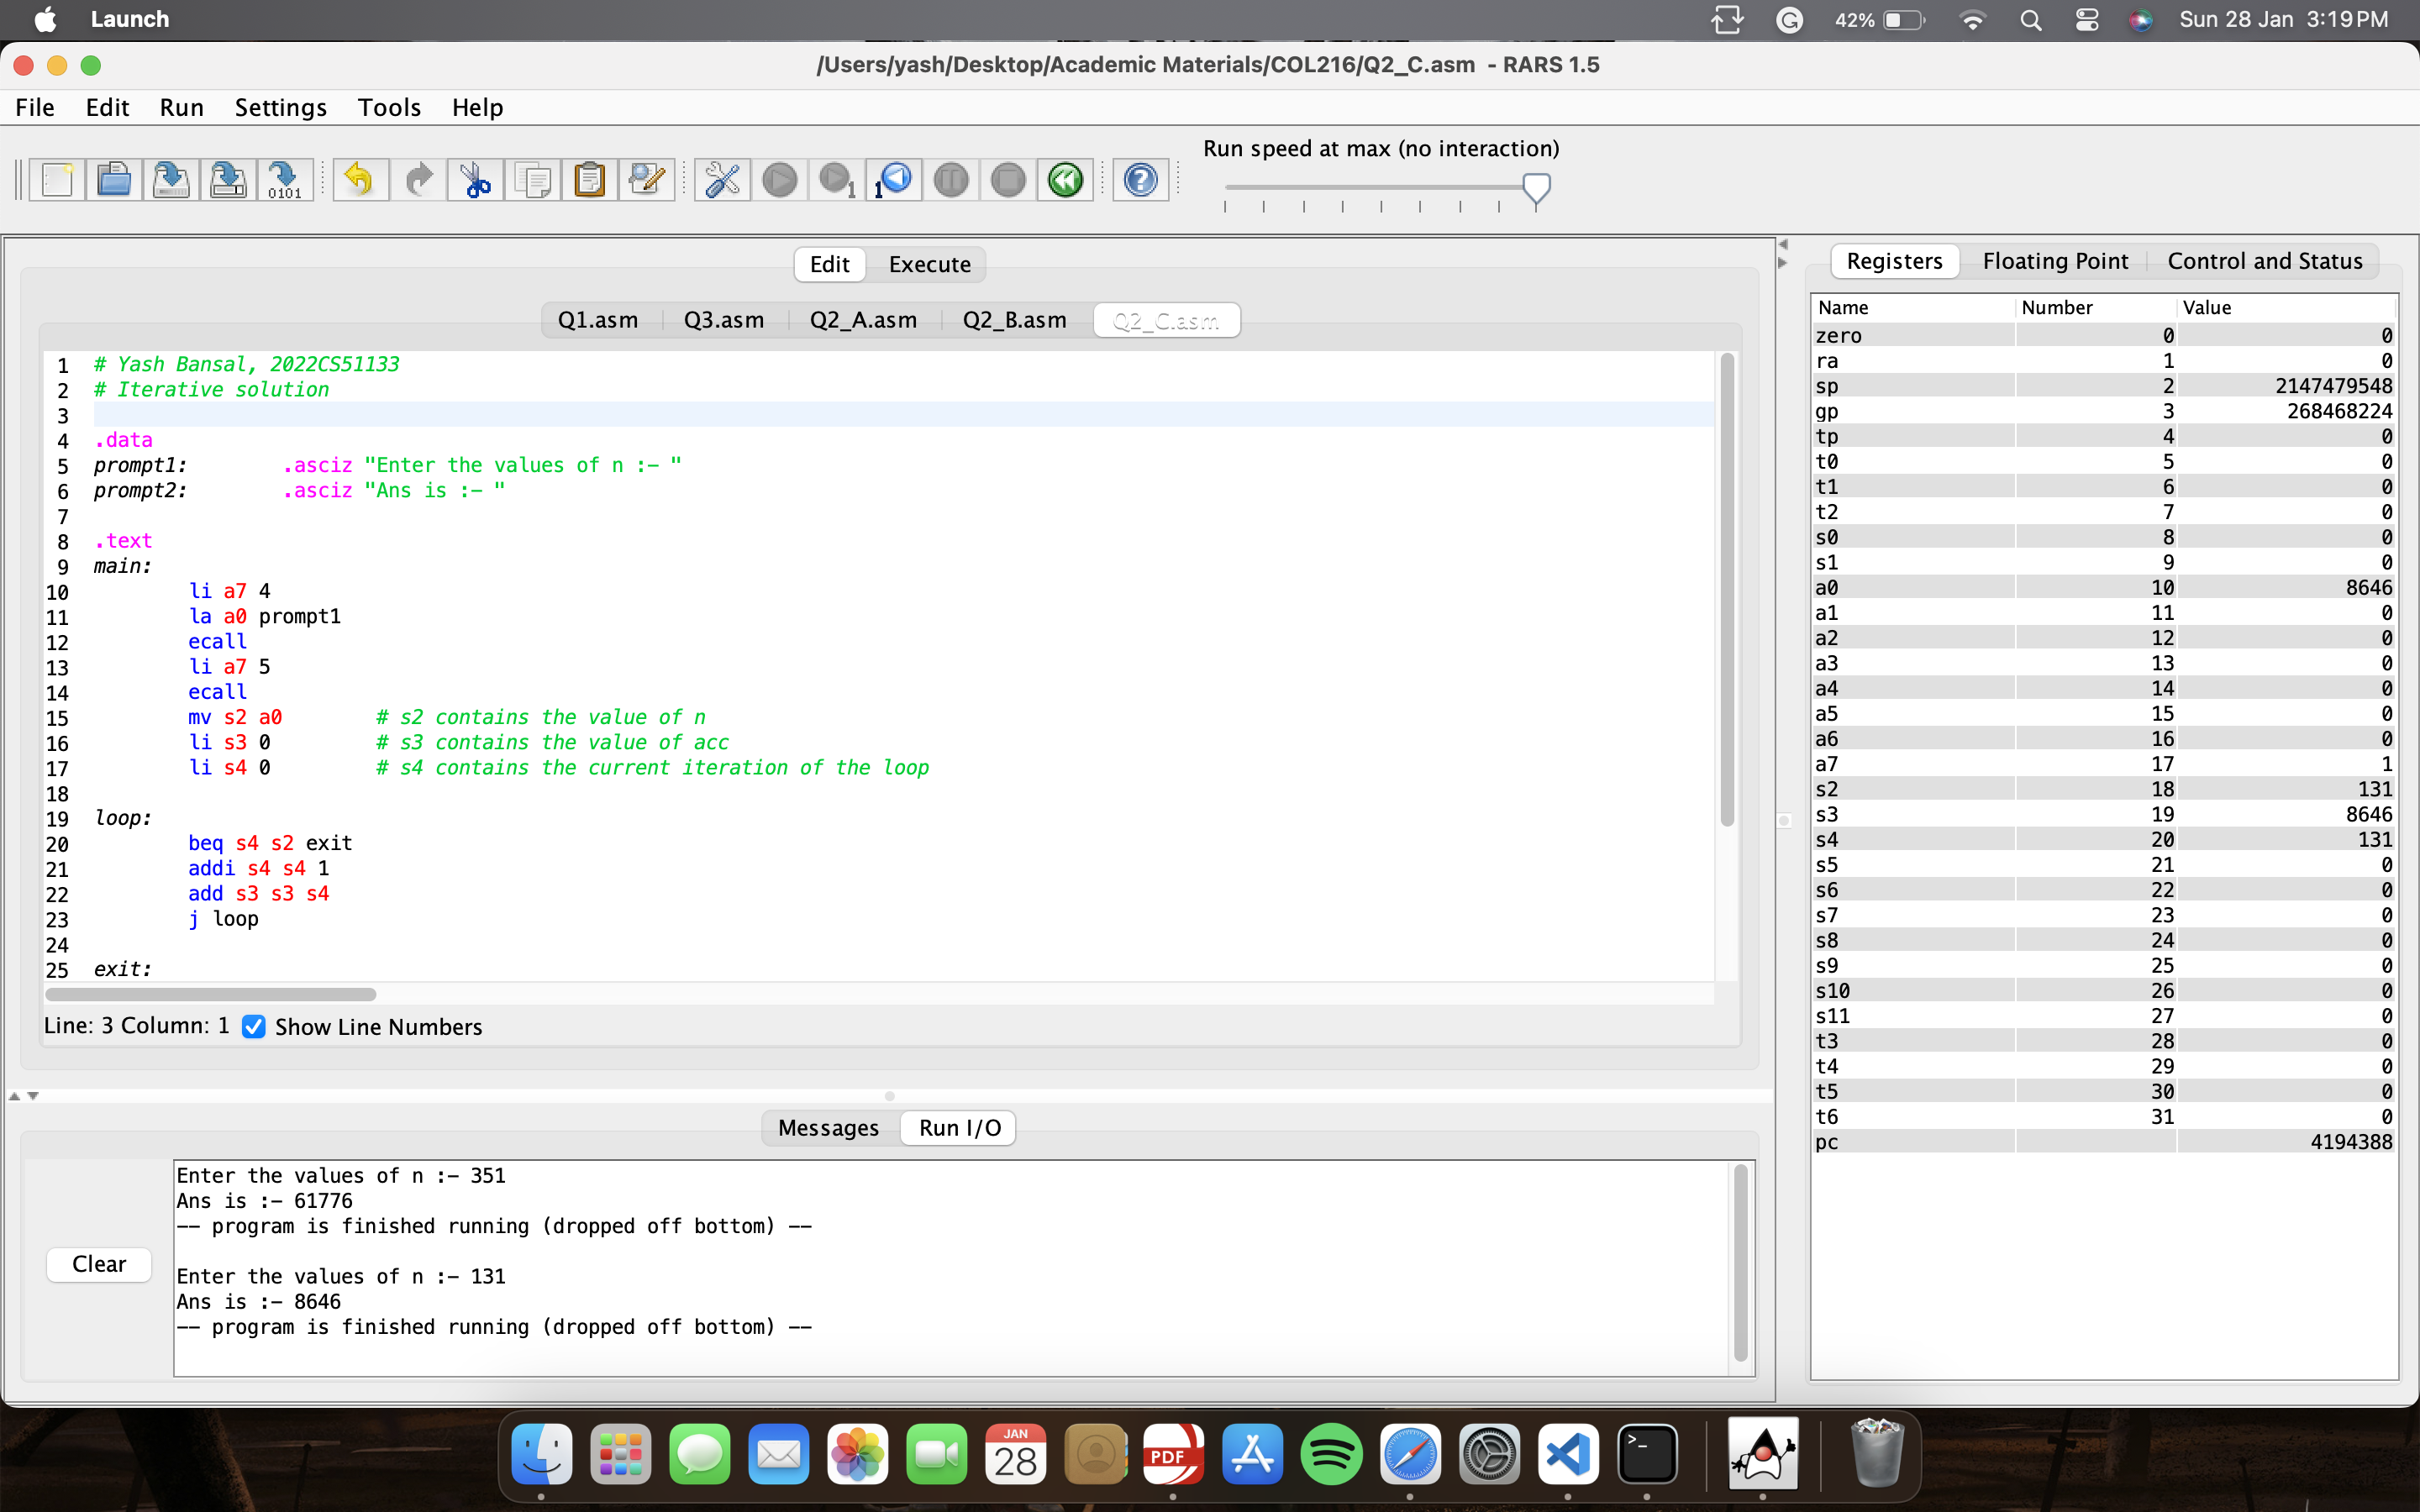 Launch
42%
Sun 28 Jan 3:19 PM
/Users/yash/Desktop/Academic Materials/COL216/Q2_C.asm - RARS 1.5
File Edit Run Settings Tools Help
Run speed at max (no interaction)
0101
1
1
Edit Execute
Q1.asm Q3.asm Q2_A.asm Q2_B.asm Q2_C.asm
1 # Yash Bansal, 2022CS51133
2 # Iterative solution
3
4 .data
5 prompt1: .asciz "Enter the values of n :- "
6 prompt2: .asciz "Ans is :- "
7
8 .text
9 main:
10 li a7 4
11 la a0 prompt1
12 ecall
13 li a7 5
14 ecall
15 mv s2 a0 # s2 contains the value of n
16 li s3 0 # s3 contains the value of acc
17 li s4 0 # s4 contains the current iteration of the loop
18
19 loop:
20 beq s4 s2 exit
21 addi s4 s4 1
22 add s3 s3 s4
23 j loop
24
25 exit:
Line: 3 Column: 1 Show Line Numbers
Messages Run I/O
Clear
Enter the values of n :- 351
Ans is :- 61776
-- program is finished running (dropped off bottom) --
Enter the values of n :- 131
Ans is :- 8646
-- program is finished running (dropped off bottom) --
Registers Floating Point Control and Status
Name Number Value
zero 0 0
ra 1 0
sp 2 2147479548
gp 3 268468224
tp 4 0
t0 5 0
t1 6 0
t2 7 0
s0 8 0
s1 9 0
a0 10 8646
a1 11 0
a2 12 0
a3 13 0
a4 14 0
a5 15 0
a6 16 0
a7 17 1
s2 18 131
s3 19 8646
s4 20 131
s5 21 0
s6 22 0
s7 23 0
s8 24 0
s9 25 0
s10 26 0
s11 27 0
t3 28 0
t4 29 0
t5 30 0
t6 31 0
pc 4194388
JAN
28
PDF